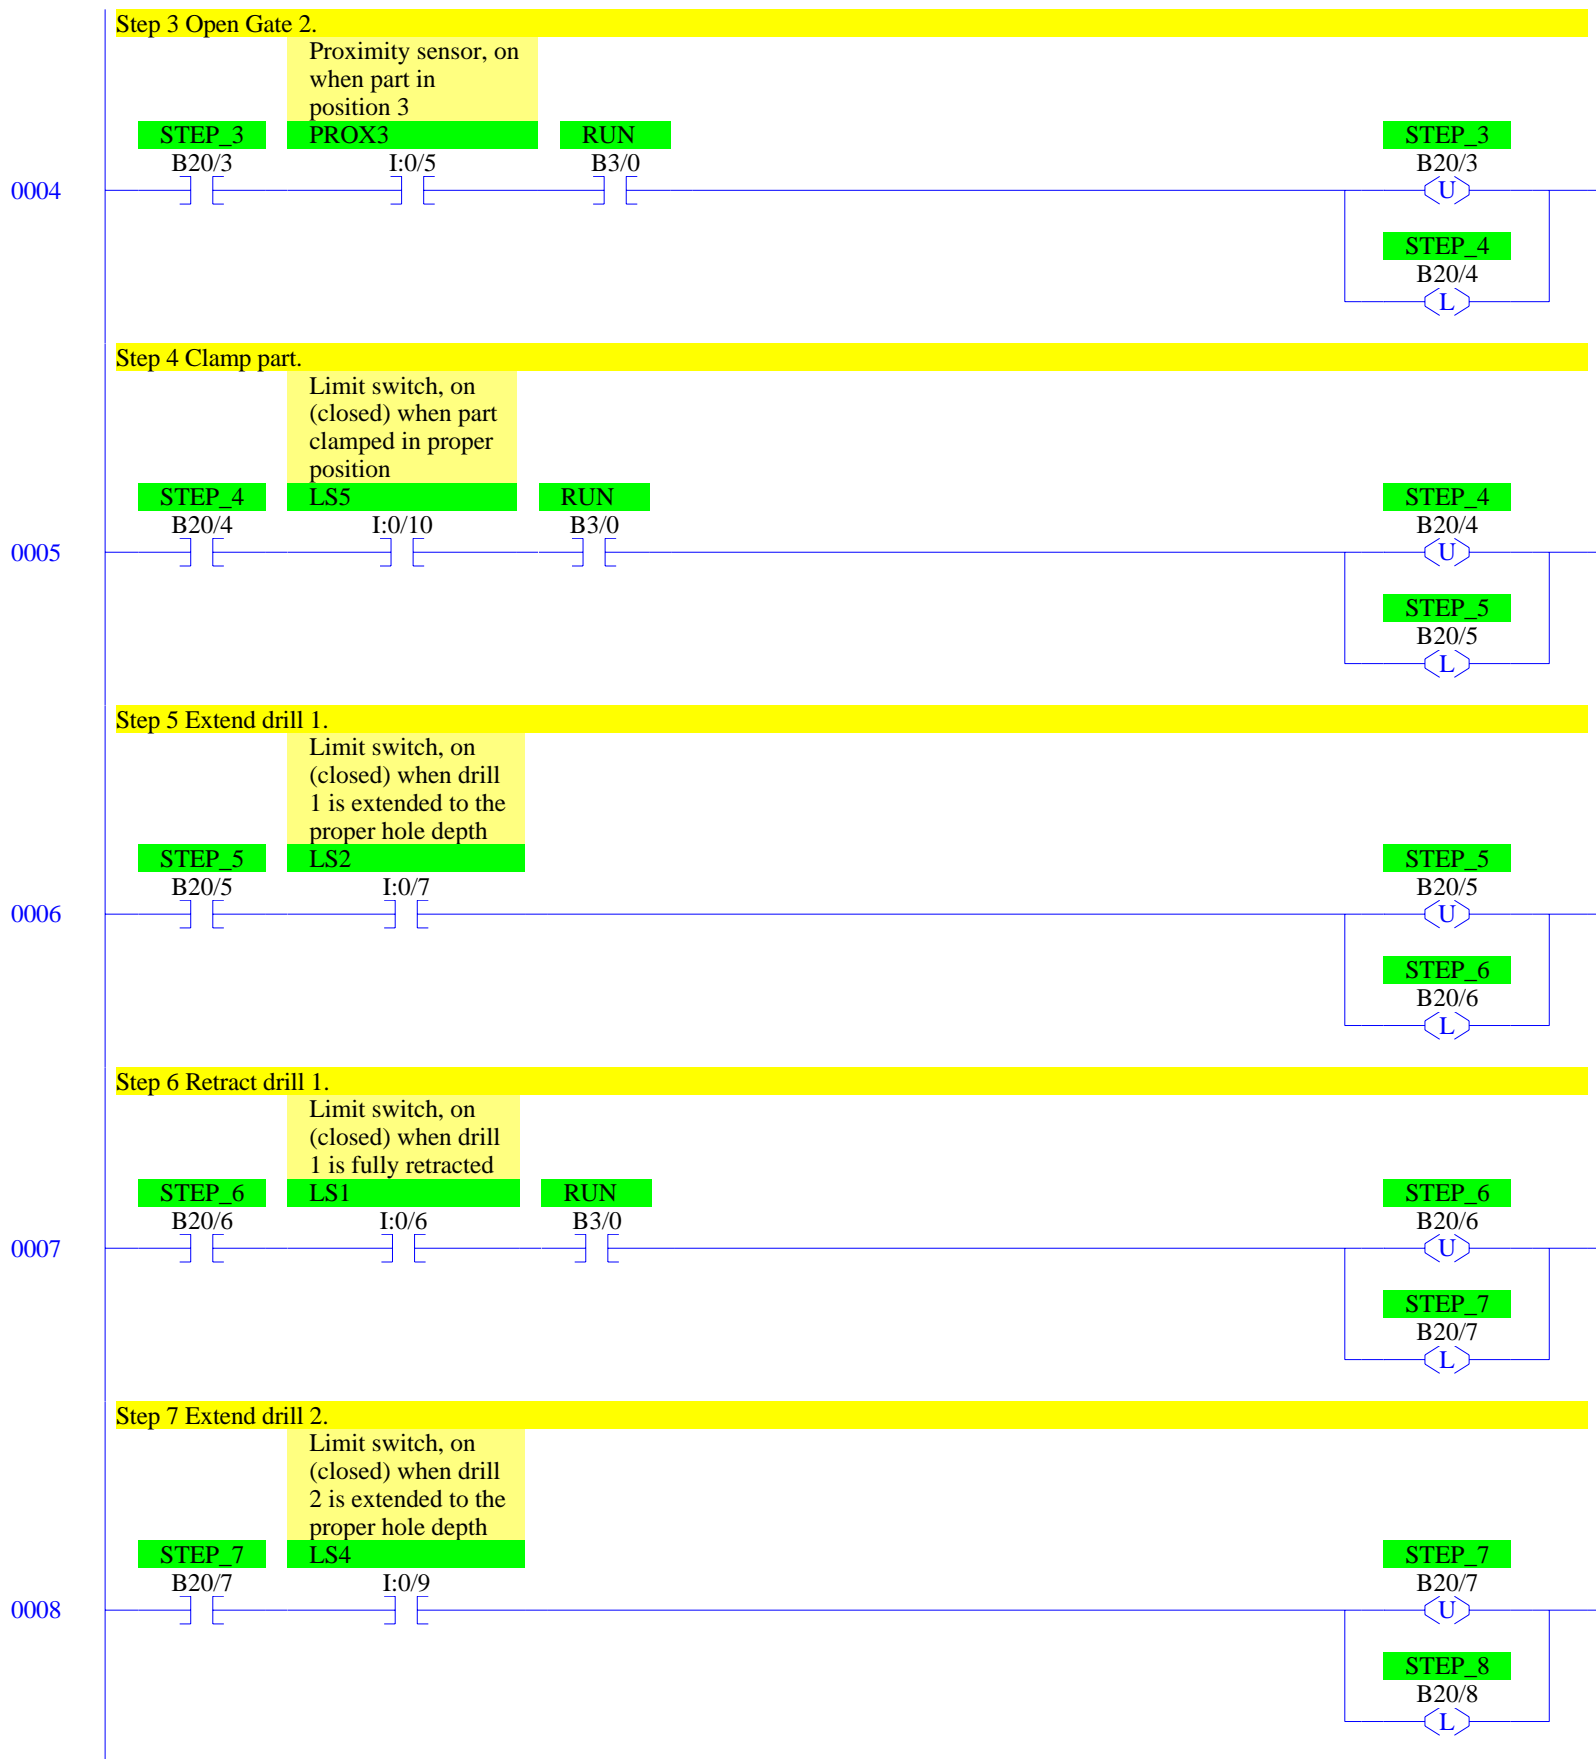 Step 3 Open Gate 2.
Proximity sensor, on
when part in
position 3
STEP_3 PROX3 RUN STEP_3
B20/3 I:0/5 B3/0 B20/3
0004 U
STEP_4
B20/4
L
Step 4 Clamp part.
Limit switch, on
(closed) when part
clamped in proper
position
STEP_4 LS5 RUN STEP_4
B20/4 I:0/10 B3/0 B20/4
0005 U
STEP_5
B20/5
L
Step 5 Extend drill 1.
Limit switch, on
(closed) when drill
1 is extended to the
proper hole depth
STEP_5 LS2 STEP_5
B20/5 I:0/7 B20/5
0006 U
STEP_6
B20/6
L
Step 6 Retract drill 1.
Limit switch, on
(closed) when drill
1 is fully retracted
STEP_6 LS1 RUN STEP_6
B20/6 I:0/6 B3/0 B20/6
0007 U
STEP_7
B20/7
L
Step 7 Extend drill 2.
Limit switch, on
(closed) when drill
2 is extended to the
proper hole depth
STEP_7 LS4 STEP_7
B20/7 I:0/9 B20/7
0008 U
STEP_8
B20/8
L